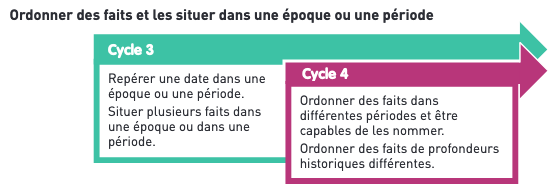 Ordonner des faits et les situer dans une époque ou une période
Cycle 3
Repérer une date dans une
époque ou une période.
Situer plusieurs faits dans
une époque ou dans une
période.
Cycle 4
Ordonner des faits dans
différentes périodes et être
capables de les nommer.
Ordonner des faits de profondeurs
historiques différentes.